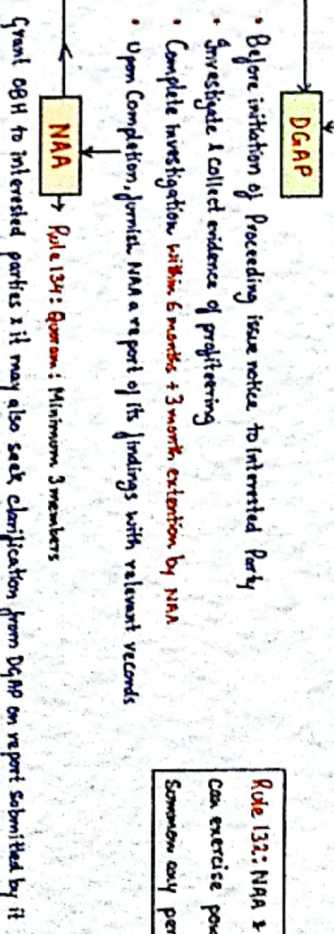 DGAP
• Before initiation of Proceeding issue notice to Interested Party
• Investigate & collect evidence of profiteering
• Complete Investigation within 6 months + 3 month extention by NAA
• Upon Completion, furnish NAA a report of its findings with relevant records
NAA → Rule 134: Quorum: Minimum 3 members
Grant OBH to interested parties & it may also seek clarification from DGAP on report submitted by it
Rule 132: NAA &
can exercise
Summon any